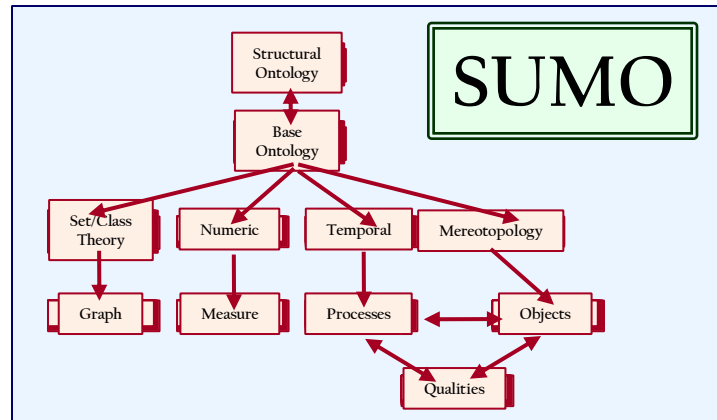 Structural
Ontology
SUMO
Base
Ontology
Set/Class
Theory
Numeric
Temporal
Mereotopology
Graph
Measure
Processes
Objects
Qualities